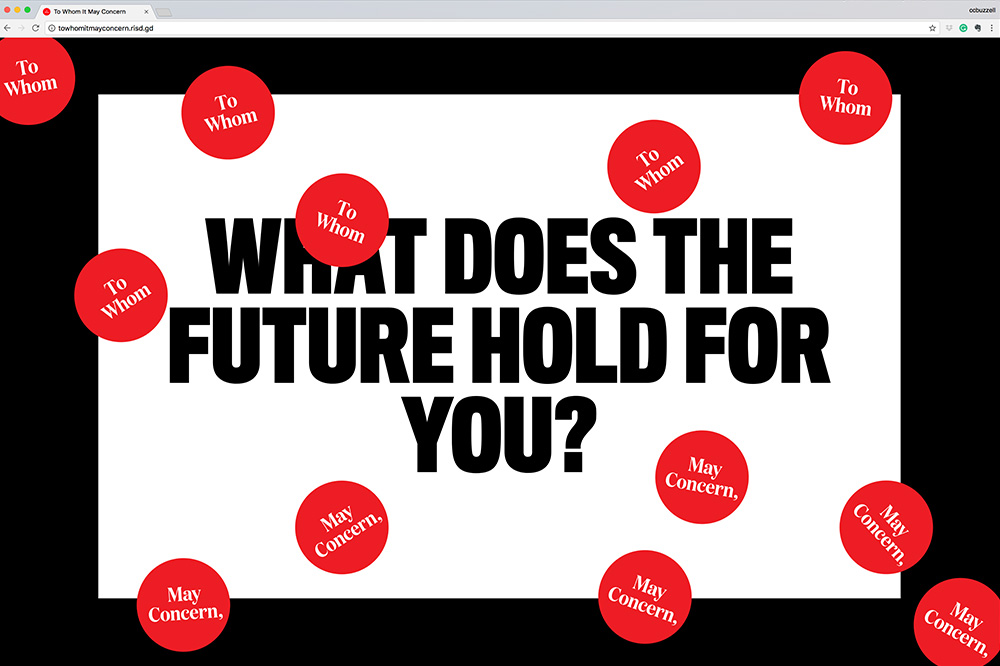 To Whom It May Concern
ccbuzzell
towhomitmayconcern.risd.gd
To
Whom
To
Whom
To
Whom
To
Whom
To
Whom
To
Whom
WHAT DOES THE
FUTURE HOLD FOR
YOU?
May
Concern,
May
Concern,
May
Concern,
May
Concern,
May
Concern,
May
Concern,